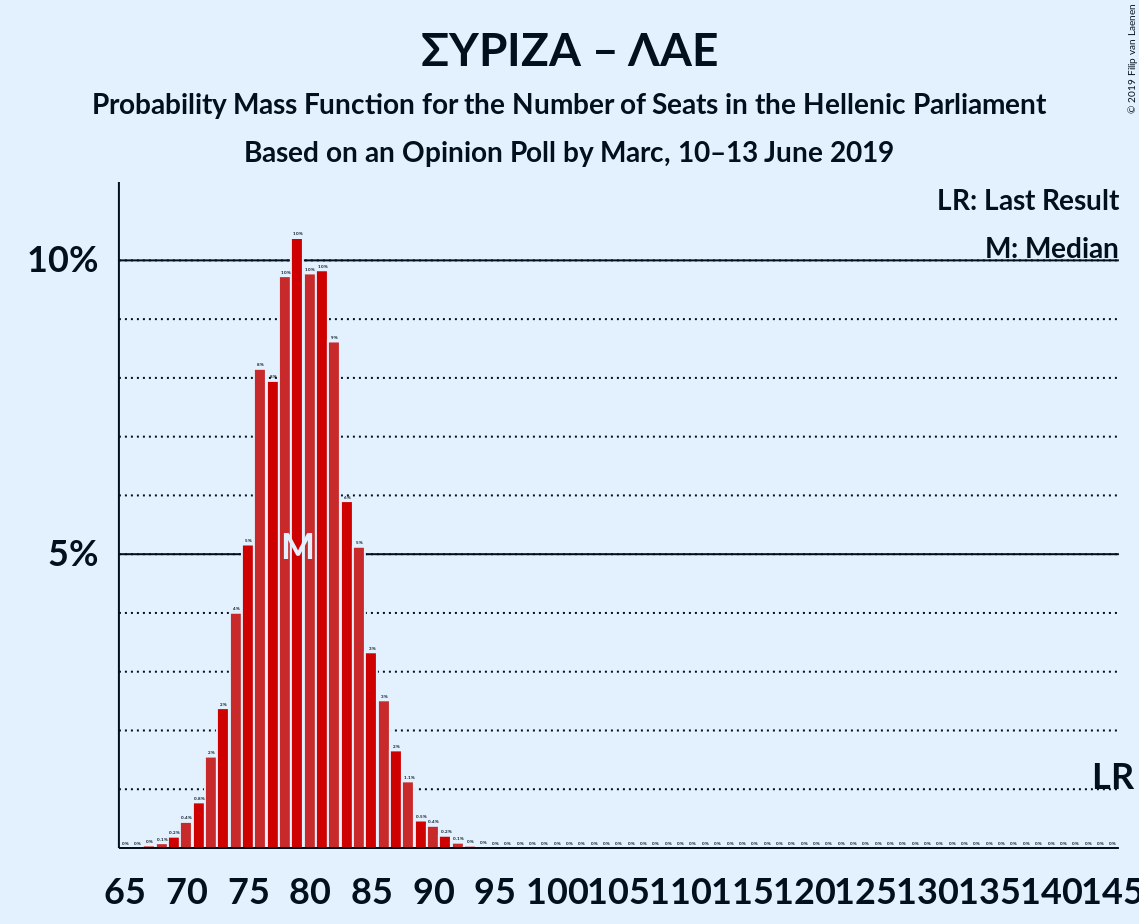 ΣΥΡΙΖΑ – ΛΑΕ
Probability Mass Function for the Number of Seats in the Hellenic Parliament
Based on an Opinion Poll by Marc, 10–13 June 2019
© 2019 Filip van Laenen
LR: Last Result
M: Median
10%
5%
M
LR
65 70 75 80 85 90 95 100 105 110 115 120 125 130 135 140 145